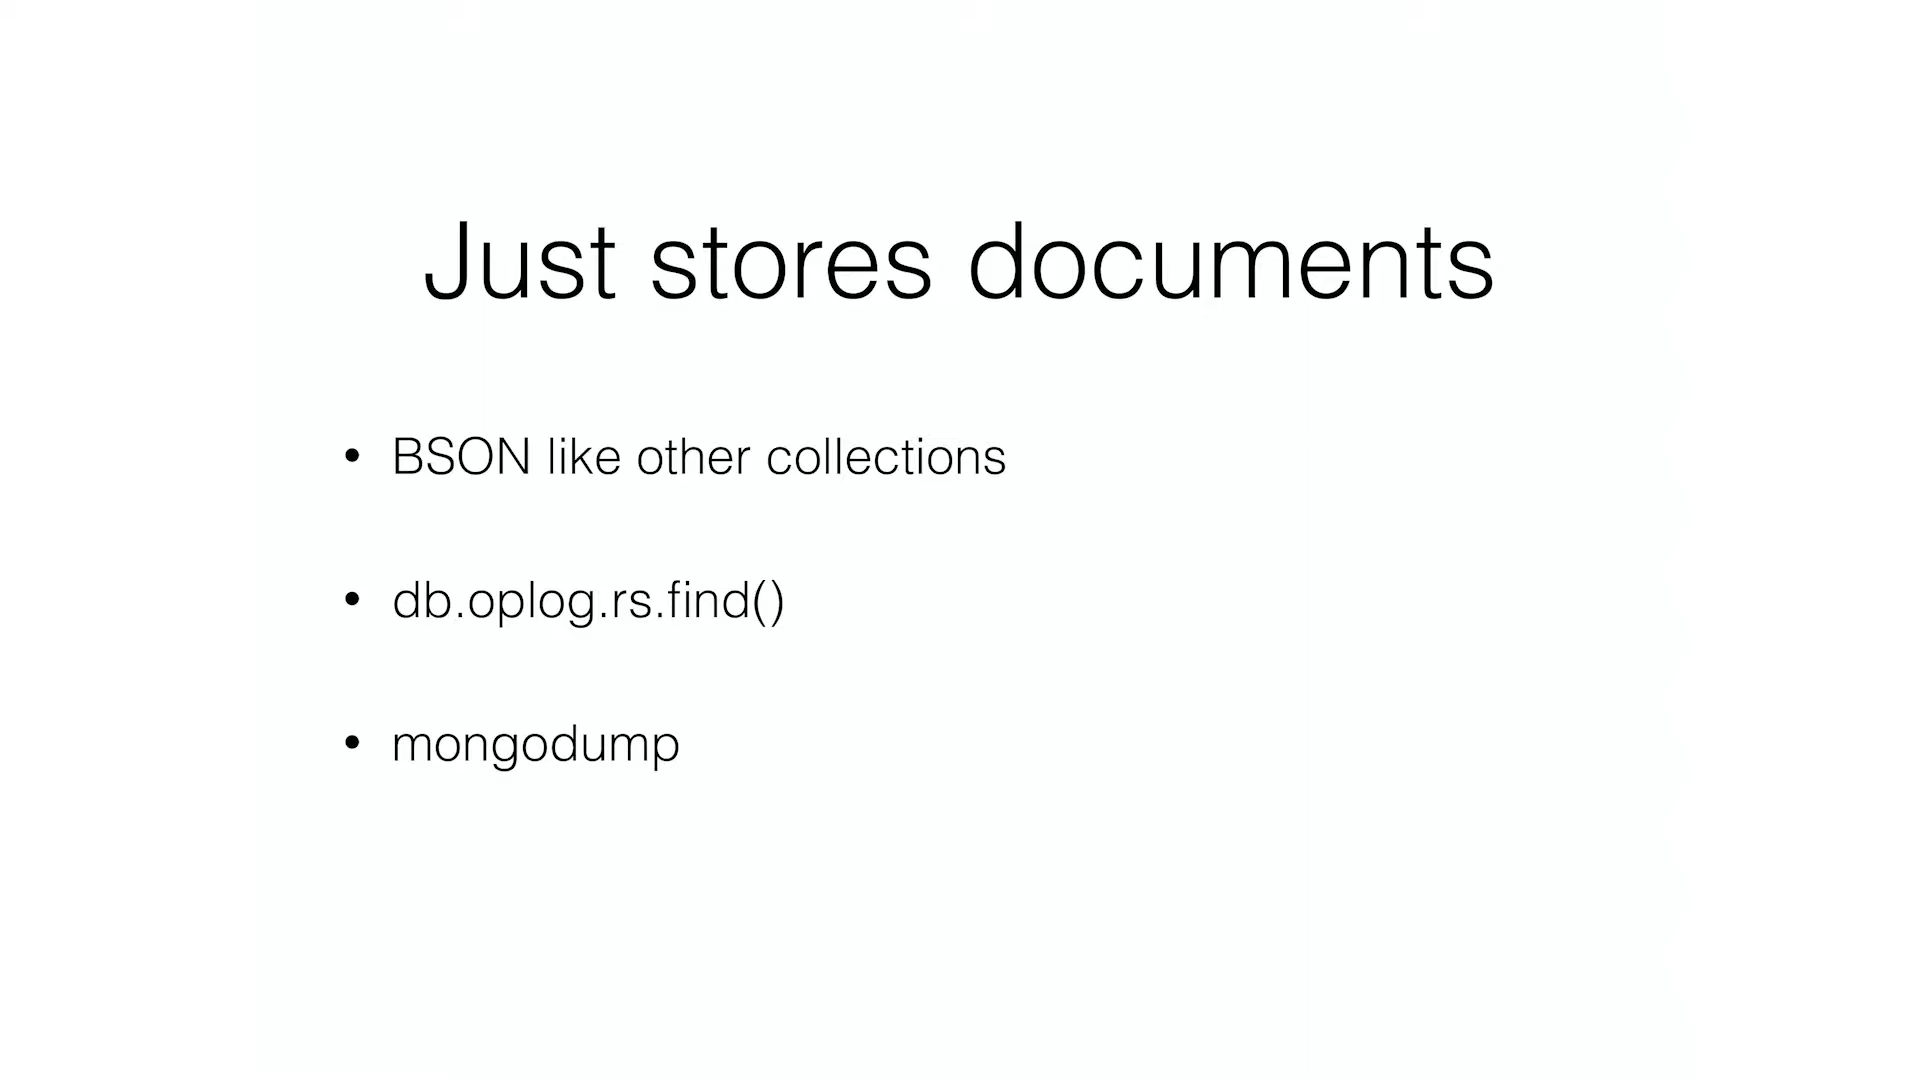 Just stores documents
• BSON like other collections
• db.oplog.rs.find()
• mongodump